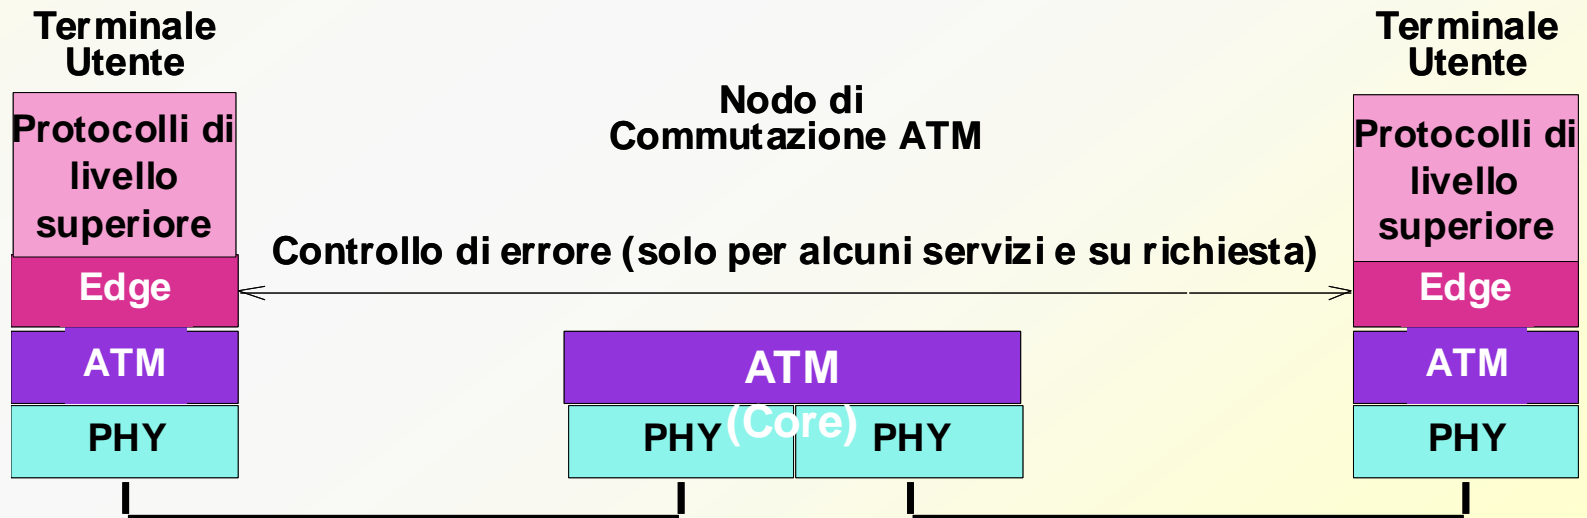 Terminale
Utente
Protocolli di
livello
superiore
Edge
ATM
PHY
Nodo di
Commutazione ATM
Controllo di errore (solo per alcuni servizi e su richiesta)
ATM
(Core)
PHY
PHY
Terminale
Utente
Protocolli di
livello
superiore
Edge
ATM
PHY